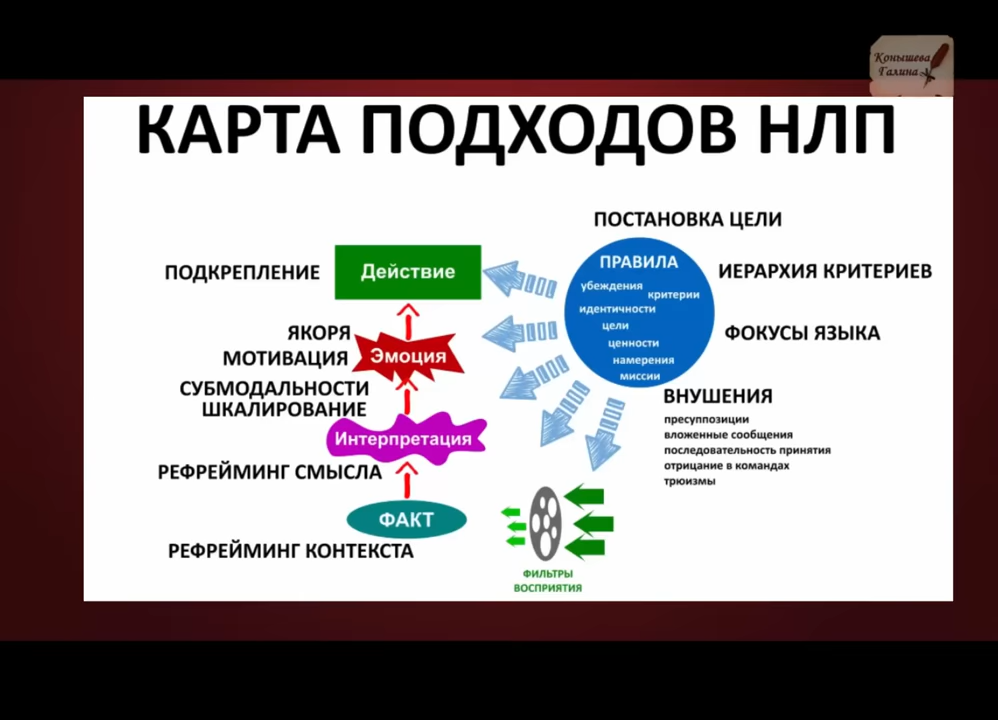 Конышева
Галина
КАРТА ПОДХОДОВ НЛП
ПОСТАНОВКА ЦЕЛИ
ПОДКРЕПЛЕНИЕ
Действие
ПРАВИЛА
убеждения
критерии
идентичности
цели
ценности
намерения
миссии
ИЕРАРХИЯ КРИТЕРИЕВ
ФОКУСЫ ЯЗЫКА
ЯКОРЯ
МОТИВАЦИЯ
Эмоция
СУБМОДАЛЬНОСТИ
ШКАЛИРОВАНИЕ
ВНУШЕНИЯ
пресуппозиции
вложенные сообщения
последовательность принятия
отрицание в командах
трюизмы
Интерпретация
РЕФРЕЙМИНГ СМЫСЛА
ФАКТ
РЕФРЕЙМИНГ КОНТЕКСТА
ФИЛЬТРЫ
ВОСПРИЯТИЯ